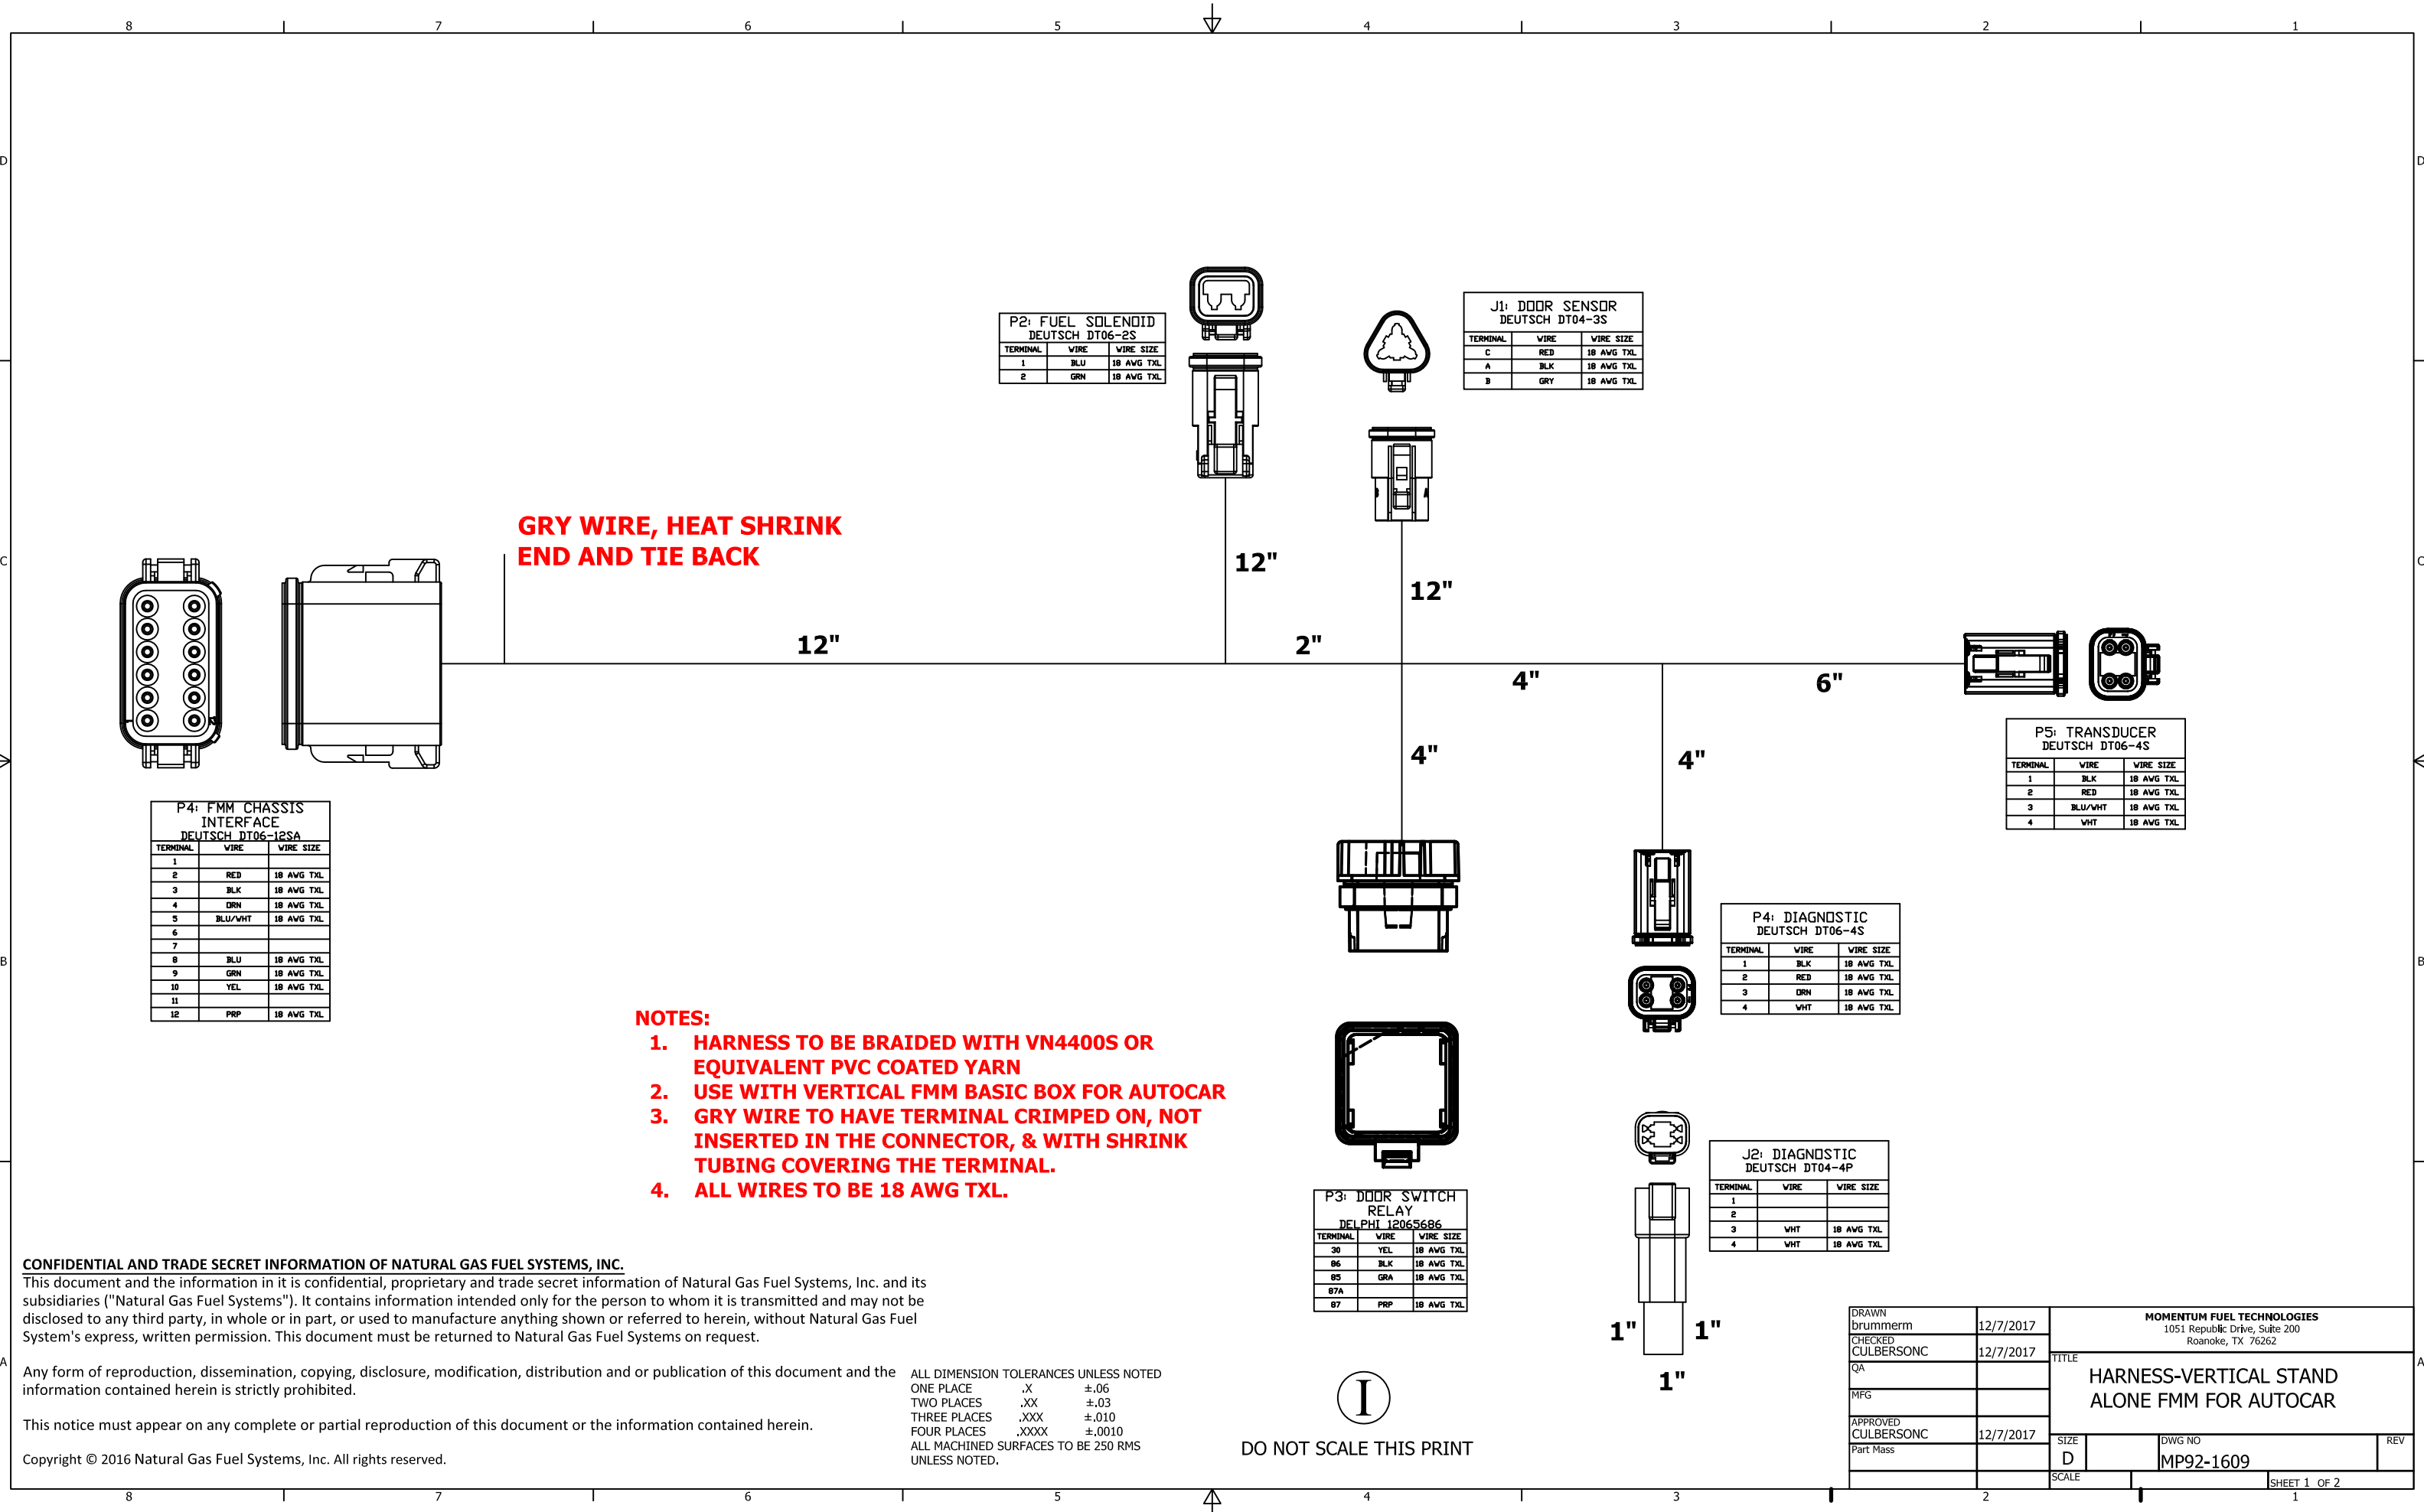 8 7 6 5 4 3 2 1
D D
C C
B B
A A
P2: FUEL SOLENOID
DEUTSCH DT06-2S
TERMINAL WIRE WIRE SIZE
1 BLU 18 AWG TXL
2 GRN 18 AWG TXL
J1: DOOR SENSOR
DEUTSCH DT04-3S
TERMINAL WIRE WIRE SIZE
C RED 18 AWG TXL
A BLK 18 AWG TXL
B GRY 18 AWG TXL
B A
GRY WIRE, HEAT SHRINK
END AND TIE BACK
12"
12"
12"
2"
4"
6"
4"
4"
P5: TRANSDUCER
DEUTSCH DT06-4S
TERMINAL WIRE WIRE SIZE
1 BLK 18 AWG TXL
2 RED 18 AWG TXL
3 BLU/WHT 18 AWG TXL
4 WHT 18 AWG TXL
P4: FMM CHASSIS
INTERFACE
DEUTSCH DT06-12SA
TERMINAL WIRE WIRE SIZE
1
2 RED 18 AWG TXL
3 BLK 18 AWG TXL
4 ORN 18 AWG TXL
5 BLU/WHT 18 AWG TXL
6
7
8 BLU 18 AWG TXL
9 GRN 18 AWG TXL
10 YEL 18 AWG TXL
11
12 PRP 18 AWG TXL
P4: DIAGNOSTIC
DEUTSCH DT06-4S
TERMINAL WIRE WIRE SIZE
1 BLK 18 AWG TXL
2 RED 18 AWG TXL
3 ORN 18 AWG TXL
4 WHT 18 AWG TXL
NOTES:
1. HARNESS TO BE BRAIDED WITH VN4400S OR
EQUIVALENT PVC COATED YARN
2. USE WITH VERTICAL FMM BASIC BOX FOR AUTOCAR
3. GRY WIRE TO HAVE TERMINAL CRIMPED ON, NOT
INSERTED IN THE CONNECTOR, & WITH SHRINK
TUBING COVERING THE TERMINAL.
4. ALL WIRES TO BE 18 AWG TXL.
J2: DIAGNOSTIC
DEUTSCH DT04-4P
TERMINAL WIRE WIRE SIZE
1
2
3 WHT 18 AWG TXL
4 WHT 18 AWG TXL
P3: DOOR SWITCH
RELAY
DELPHI 12065686
TERMINAL WIRE WIRE SIZE
30 YEL 18 AWG TXL
86 BLK 18 AWG TXL
85 GRA 18 AWG TXL
87A
87 PRP 18 AWG TXL
1" 1"
1"
CONFIDENTIAL AND TRADE SECRET INFORMATION OF NATURAL GAS FUEL SYSTEMS, INC.
This document and the information in it is confidential, proprietary and trade secret information of Natural Gas Fuel Systems, Inc. and its
subsidiaries ("Natural Gas Fuel Systems"). It contains information intended only for the person to whom it is transmitted and may not be
disclosed to any third party, in whole or in part, or used to manufacture anything shown or referred to herein, without Natural Gas Fuel
System's express, written permission. This document must be returned to Natural Gas Fuel Systems on request.
Any form of reproduction, dissemination, copying, disclosure, modification, distribution and or publication of this document and the
information contained herein is strictly prohibited.
This notice must appear on any complete or partial reproduction of this document or the information contained herein.
Copyright © 2016 Natural Gas Fuel Systems, Inc. All rights reserved.
ALL DIMENSION TOLERANCES UNLESS NOTED
ONE PLACE .X ±.06
TWO PLACES .XX ±.03
THREE PLACES .XXX ±.010
FOUR PLACES .XXXX ±.0010
ALL MACHINED SURFACES TO BE 250 RMS
UNLESS NOTED.
I
DO NOT SCALE THIS PRINT
DRAWN
brummerm 12/7/2017
CHECKED
CULBERSONC 12/7/2017
QA
MFG
APPROVED
CULBERSONC 12/7/2017
Part Mass
MOMENTUM FUEL TECHNOLOGIES
1051 Republic Drive, Suite 200
Roanoke, TX 76262
TITLE
HARNESS-VERTICAL STAND
ALONE FMM FOR AUTOCAR
SIZE
D
DWG NO
MP92-1609
REV
SCALE
SHEET 1 OF 2
8 7 6 5 4 3 2 1